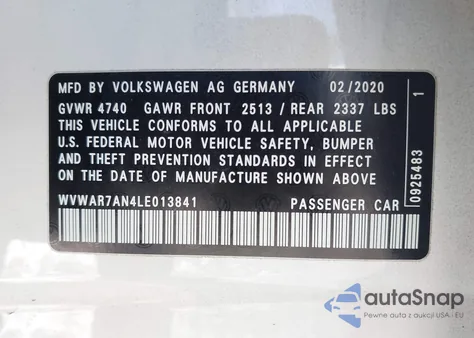 MFD BY VOLKSWAGEN AG GERMANY 02/2020
GVWR 4740 GAWR FRONT 2513 / REAR 2337 LBS
THIS VEHICLE CONFORMS TO ALL APPLICABLE
U.S. FEDERAL MOTOR VEHICLE SAFETY, BUMPER
AND THEFT PREVENTION STANDARDS IN EFFECT
ON THE DATE OF MANUFACTURE SHOWN ABOVE.
WVWAR7AN4LE013841 PASSENGER CAR
0925483 1
autoSnap
Pewne auta z aukcji USA - EU